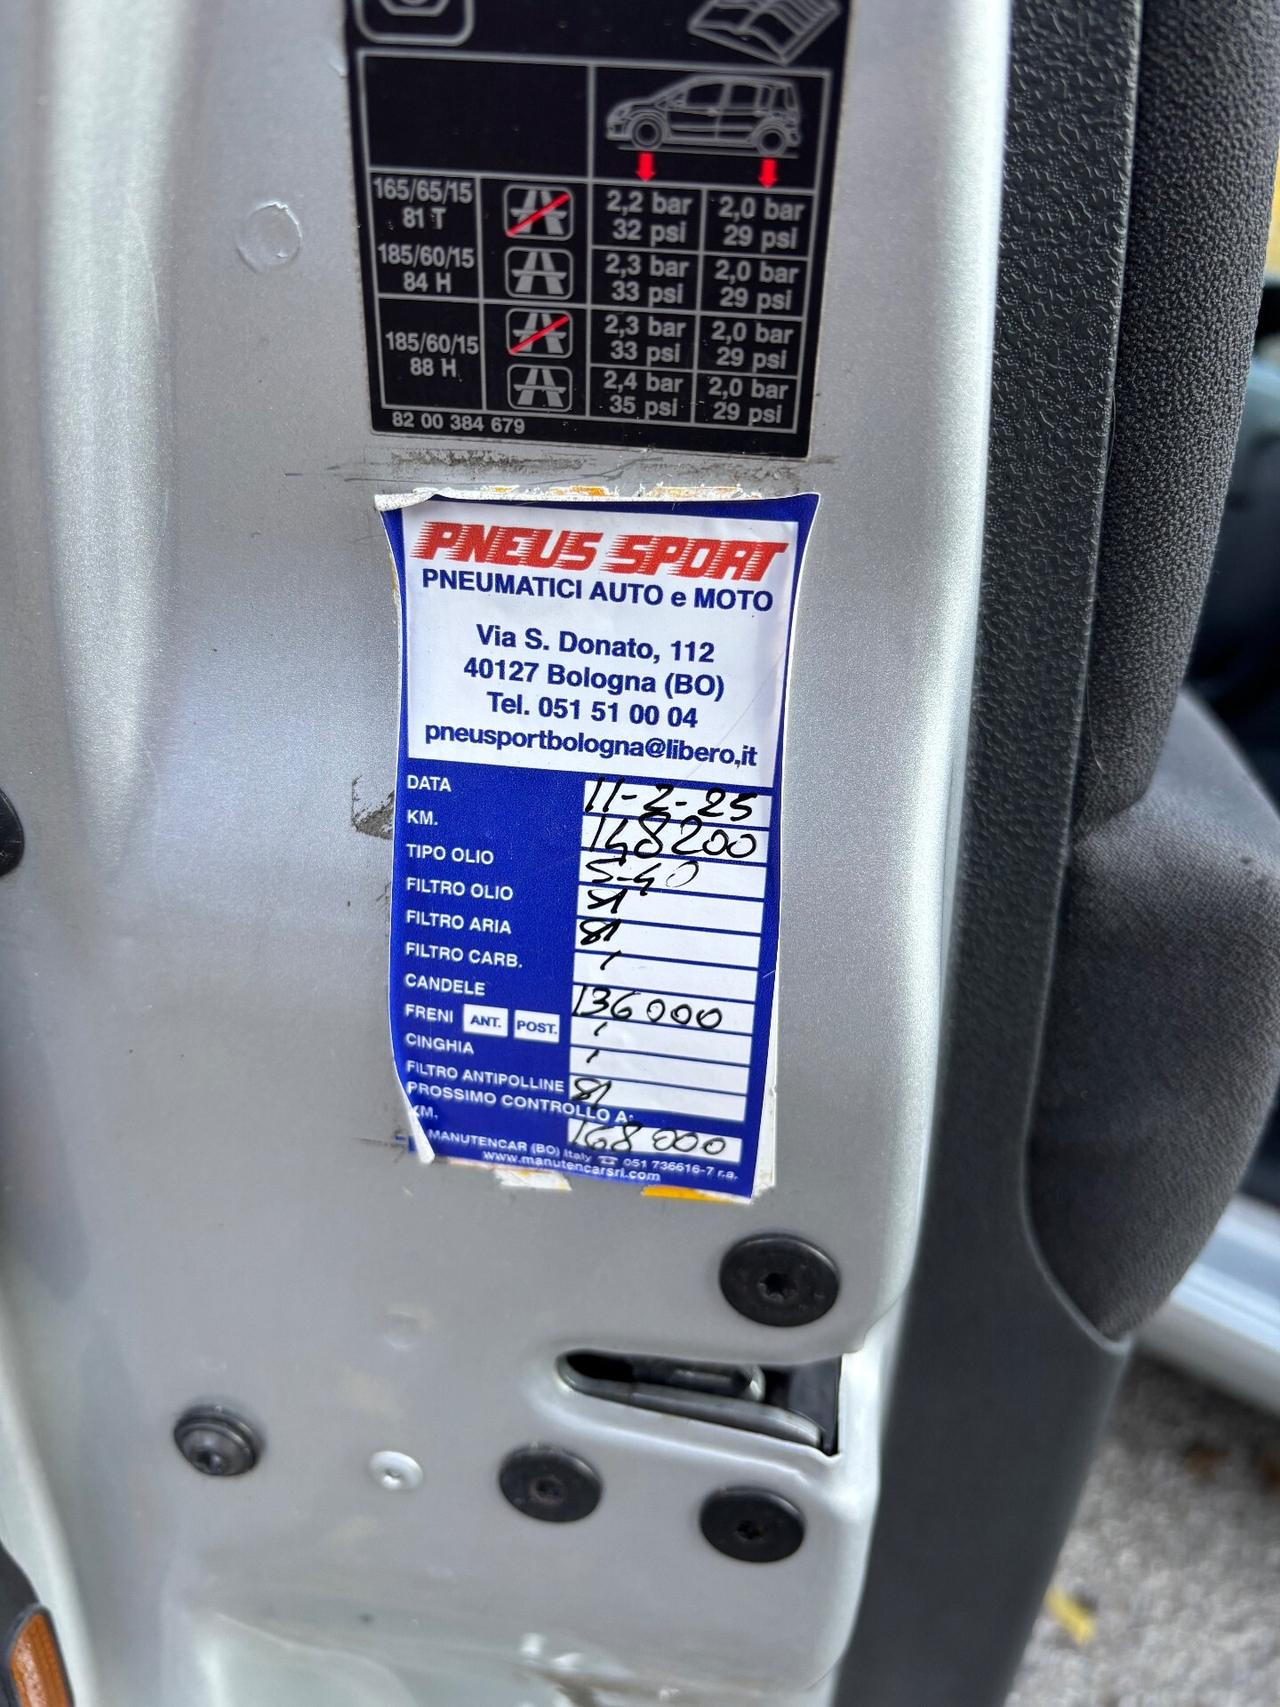 165/65/15
81 T
185/60/15
84 H
2,2 bar 2,0 bar
32 psi 29 psi
2,3 bar 2,0 bar
33 psi 29 psi
185/60/15
88 H
2,3 bar 2,0 bar
33 psi 29 psi
2,4 bar 2,0 bar
35 psi 29 psi
82 00 384 679
PNEUS SPORT
PNEUMATICI AUTO e MOTO
Via S. Donato, 112
40127 Bologna (BO)
Tel. 051 51 00 04
pneusportbologna@libero.it
DATA 11-2-25
KM. 148200
TIPO OLIO 5-40
FILTRO OLIO SI
FILTRO ARIA SI
FILTRO CARB. /
CANDELE 136000
FRENI ANT. POST. /
CINGHIA /
FILTRO ANTIPOLLINE SI
PROSSIMO CONTROLLO A:
KM. 168000
MANUTENCAR (BO) Italy ☎ 051 736616-7 r.a.
www.manutencarsrl.com